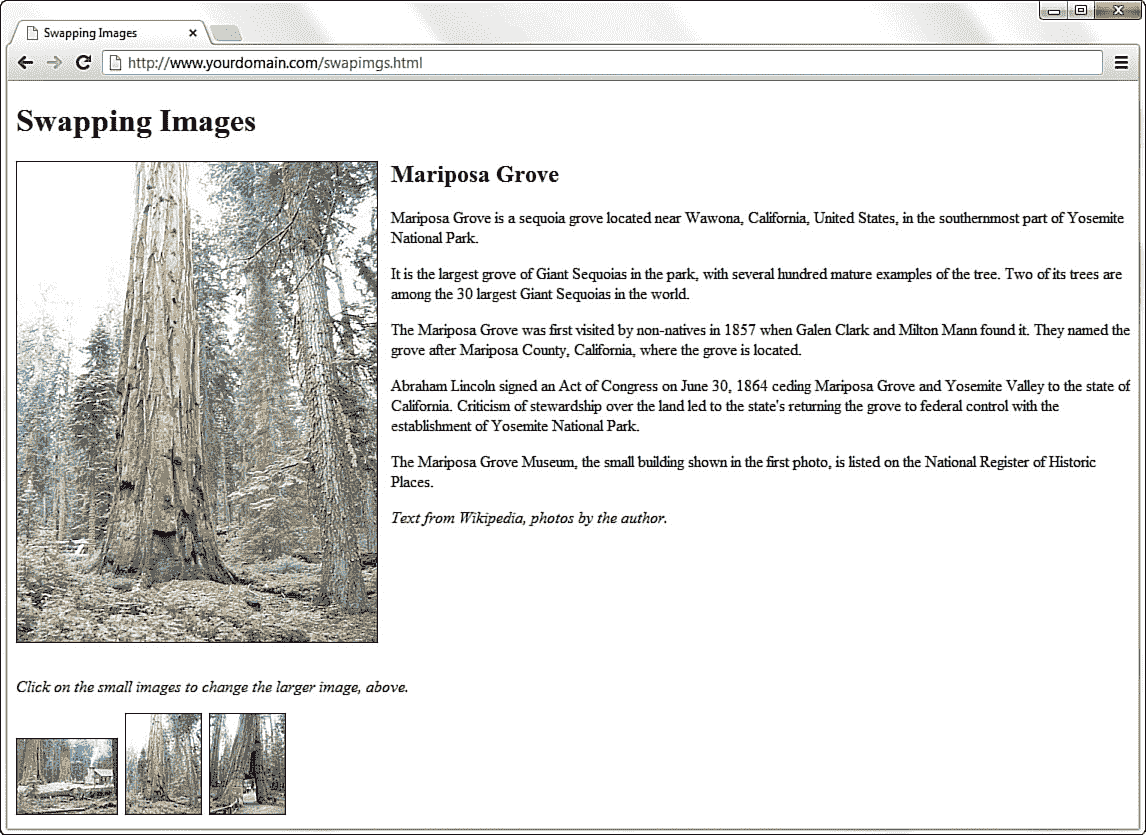 Swapping Images
http://www.yourdomain.com/swapimgs.html
Swapping Images
Mariposa Grove
Mariposa Grove is a sequoia grove located near Wawona, California, United States, in the southernmost part of Yosemite
National Park.
It is the largest grove of Giant Sequoias in the park, with several hundred mature examples of the tree. Two of its trees are
among the 30 largest Giant Sequoias in the world.
The Mariposa Grove was first visited by non-natives in 1857 when Galen Clark and Milton Mann found it. They named the
grove after Mariposa County, California, where the grove is located.
Abraham Lincoln signed an Act of Congress on June 30, 1864 ceding Mariposa Grove and Yosemite Valley to the state of
California. Criticism of stewardship over the land led to the state's returning the grove to federal control with the
establishment of Yosemite National Park.
The Mariposa Grove Museum, the small building shown in the first photo, is listed on the National Register of Historic
Places.
Text from Wikipedia, photos by the author.
Click on the small images to change the larger image, above.